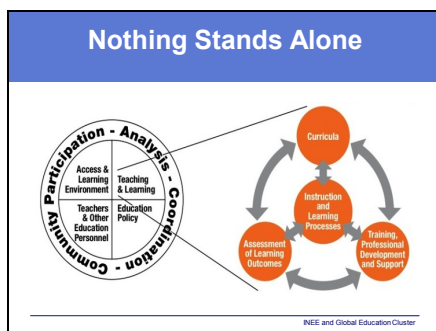 Nothing Stands Alone
Community Participation - Analysis - Coordination -
Access &
Learning
Environment
Teaching
& Learning
Teachers
& Other
Education
Personnel
Education
Policy
Curricula
Instruction
and
Learning
Processes
Assessment
of Learning
Outcomes
Training,
Professional
Development
and Support
INEE and Global Education Cluster